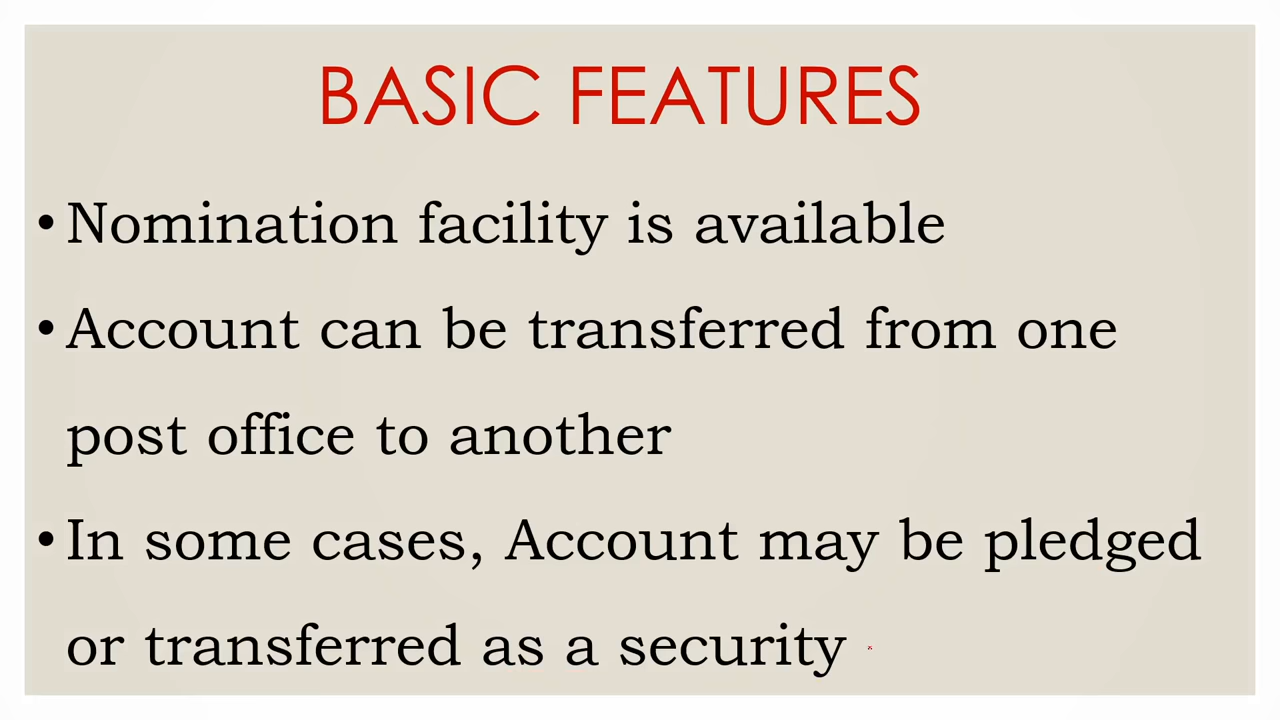 BASIC FEATURES
• Nomination facility is available
• Account can be transferred from one
post office to another
• In some cases, Account may be pledged
or transferred as a security